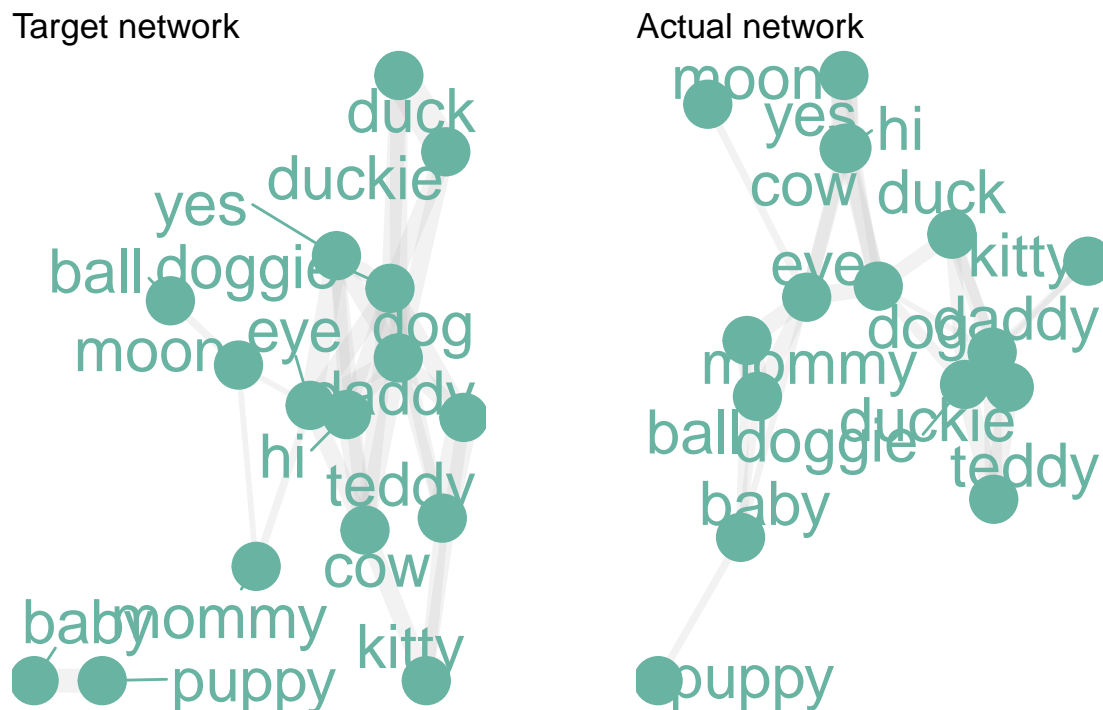 Target network
duck
duckie
yes
doggie
ball
eye
dog
moon
daddy
hi
teddy
cow
baby
mommy
kitty
puppy
Actual network
moon
yes
hi
cow
duck
eye
kitty
daddy
dog
mommy
duckie
ball
doggie
teddy
baby
puppy